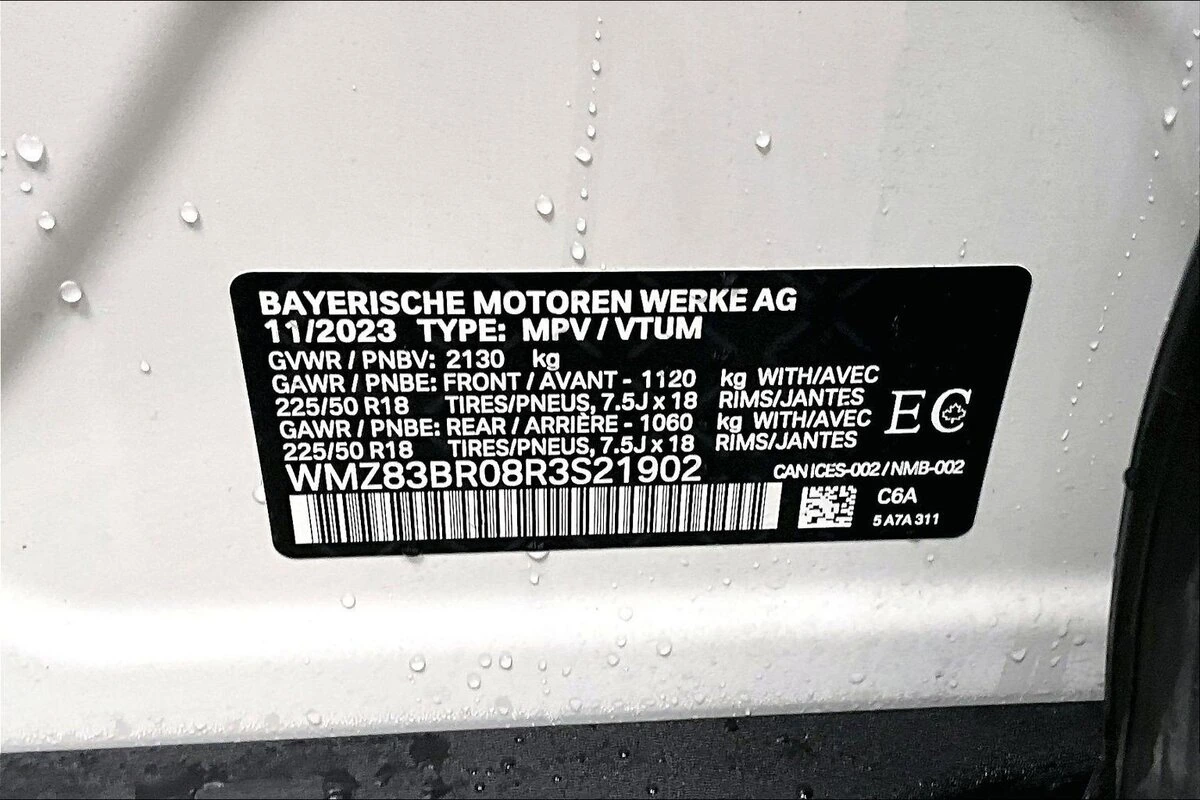 BAYERISCHE MOTOREN WERKE AG
11/2023 TYPE: MPV / VTUM
GVWR / PNBV: 2130 kg
GAWR / PNBE: FRONT / AVANT - 1120 kg WITH/AVEC
225/50 R18 TIRES/PNEUS, 7.5J x 18 RIMS/JANTES
GAWR / PNBE: REAR / ARRIÈRE - 1060 kg WITH/AVEC
225/50 R18 TIRES/PNEUS, 7.5J x 18 RIMS/JANTES
EC
WMZ83BR08R3S21902
CAN ICES-002 / NMB-002
C6A
5 A7A 311